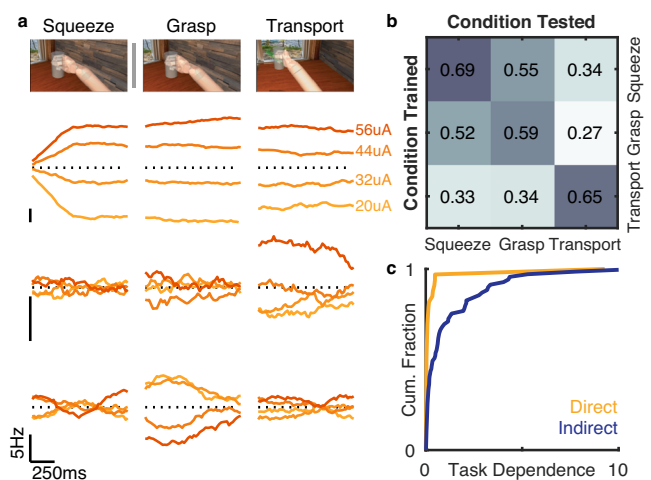 a
Squeeze Grasp Transport
56uA
44uA
32uA
20uA
5Hz
250ms
b
Condition Tested
Condition Trained
0.69 0.55 0.34
0.52 0.59 0.27
0.33 0.34 0.65
Squeeze
Grasp
Transport
Squeeze Grasp Transport
c
1
Cum. Fraction
0
Direct
Indirect
0 Task Dependence 10